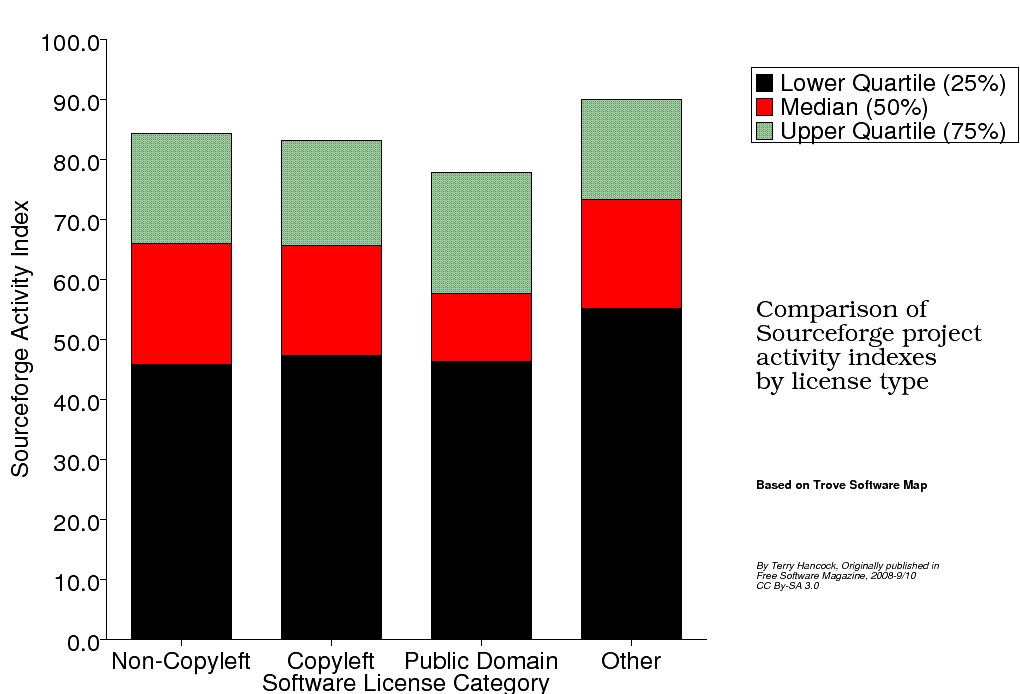 100.0
90.0
80.0
70.0
60.0
50.0
40.0
30.0
20.0
10.0
0.0
Sourceforge Activity Index
Non-Copyleft
Copyleft
Public Domain
Other
Software License Category
Lower Quartile (25%)
Median (50%)
Upper Quartile (75%)
Comparison of
Sourceforge project
activity indexes
by license type
Based on Trove Software Map
By Terry Hancock, Originally published in
Free Software Magazine, 2008-9/10
CC By-SA 3.0